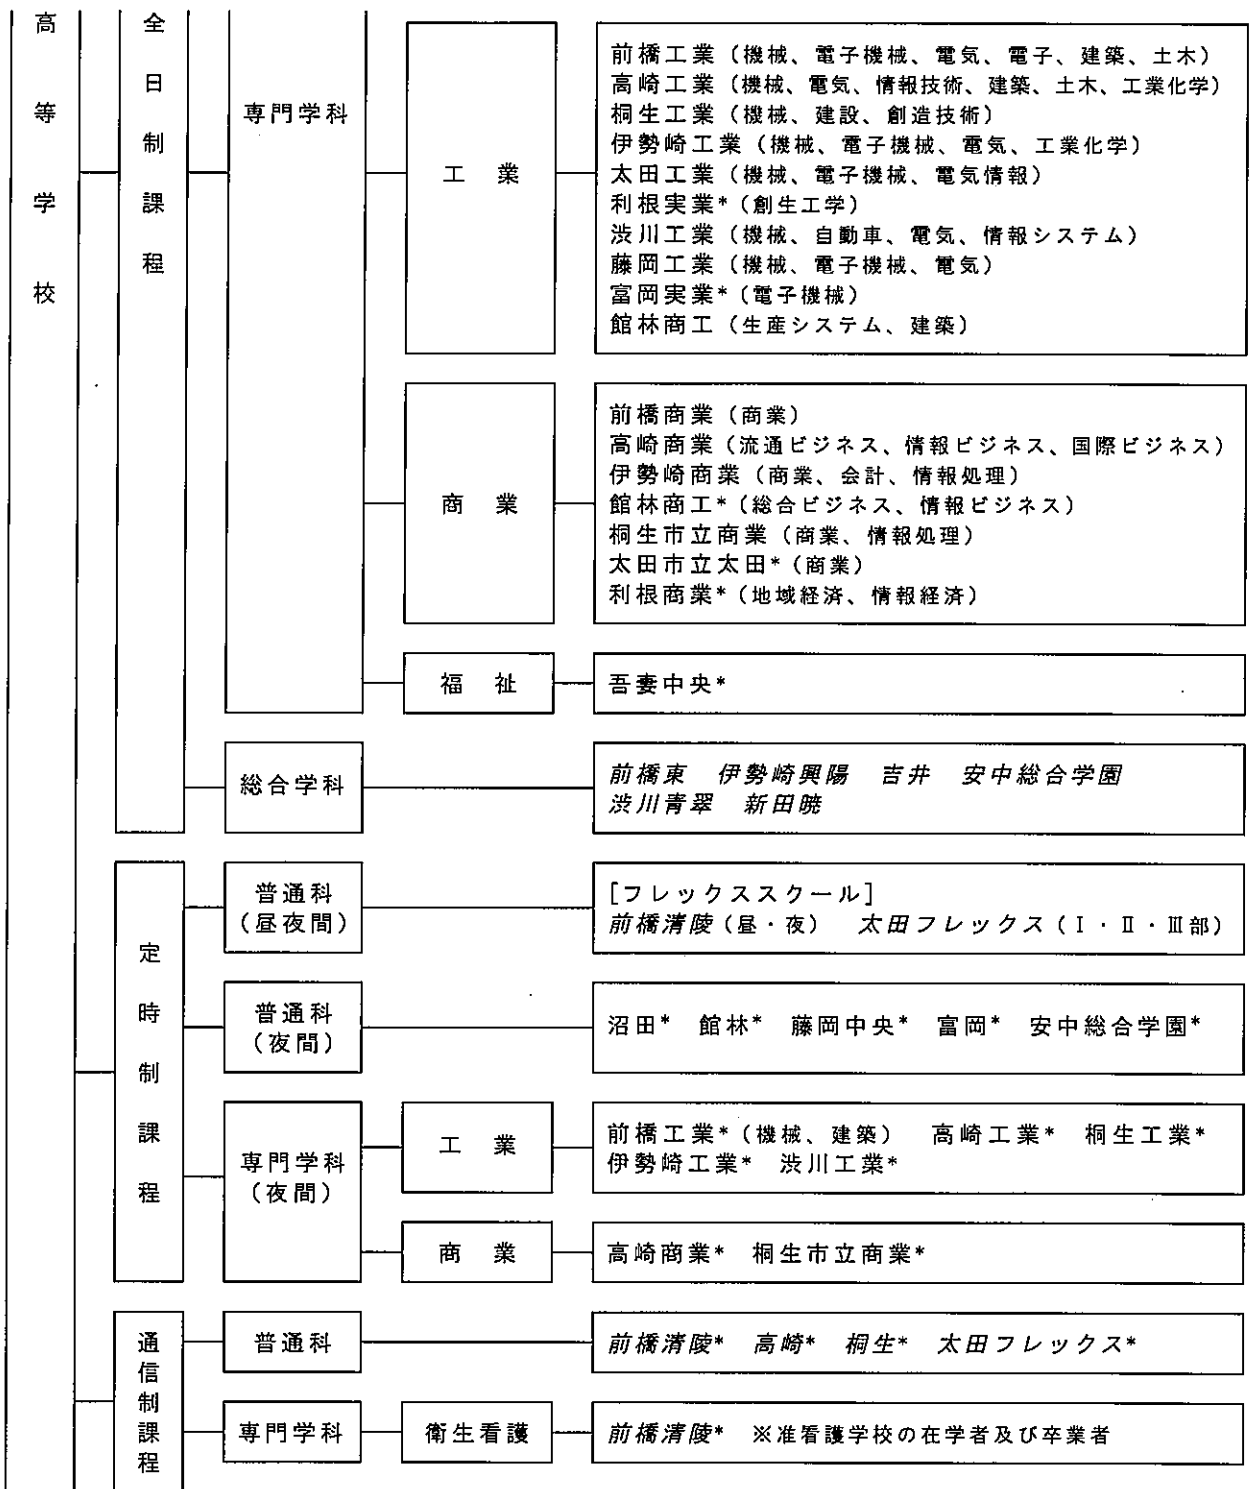 高等学校
全日制課程
専門学科
工業
前橋工業（機械、電子機械、電気、電子、建築、土木）
高崎工業（機械、電気、情報技術、建築、土木、工業化学）
桐生工業（機械、建設、創造技術）
伊勢崎工業（機械、電子機械、電気、工業化学）
太田工業（機械、電子機械、電気情報）
利根実業*（創生工学）
渋川工業（機械、自動車、電気、情報システム）
藤岡工業（機械、電子機械、電気）
富岡実業*（電子機械）
館林商工（生産システム、建築）
商業
前橋商業（商業）
高崎商業（流通ビジネス、情報ビジネス、国際ビジネス）
伊勢崎商業（商業、会計、情報処理）
館林商工*（総合ビジネス、情報ビジネス）
桐生市立商業（商業、情報処理）
太田市立太田*（商業）
利根商業*（地域経済、情報経済）
福祉
吾妻中央*
総合学科
前橋東　伊勢崎興陽　吉井　安中総合学園
渋川青翠　新田暁
定時制課程
普通科
（昼夜間）
[フレックススクール]
前橋清陵（昼・夜）　太田フレックス（Ⅰ・Ⅱ・Ⅲ部）
普通科
（夜間）
沼田*　館林*　藤岡中央*　富岡*　安中総合学園*
専門学科
（夜間）
工業
前橋工業*（機械、建築）　高崎工業*　桐生工業*
伊勢崎工業*　渋川工業*
商業
高崎商業*　桐生市立商業*
通信制課程
普通科
前橋清陵*　高崎*　桐生*　太田フレックス*
専門学科
衛生看護
前橋清陵*　※准看護学校の在学者及び卒業者